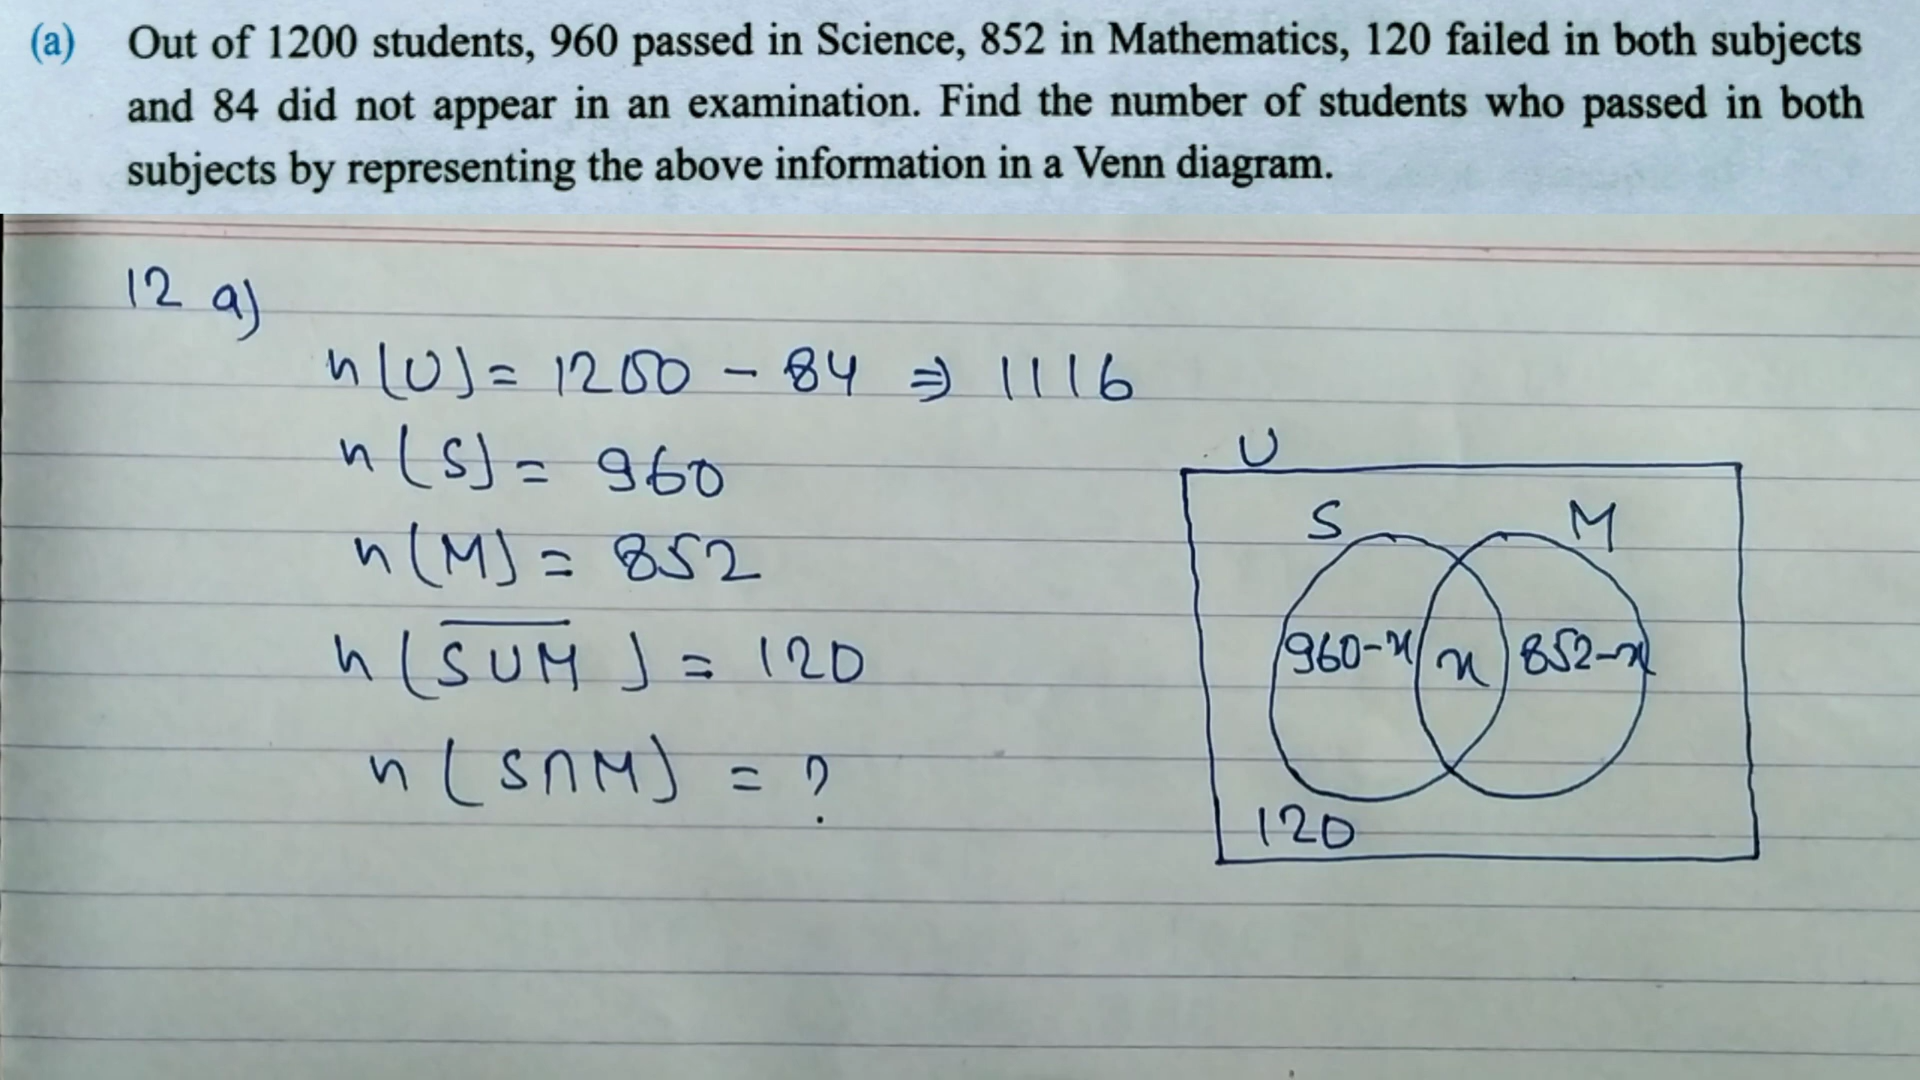 (a) Out of 1200 students, 960 passed in Science, 852 in Mathematics, 120 failed in both subjects
and 84 did not appear in an examination. Find the number of students who passed in both
subjects by representing the above information in a Venn diagram.
12 a)
n(U) = 1200 - 84 ⇒ 1116
n(S) = 960
n(M) = 852
n(\overline{S∪M}) = 120
n(S∩M) = ?
U
S M
960-x x 852-x
120